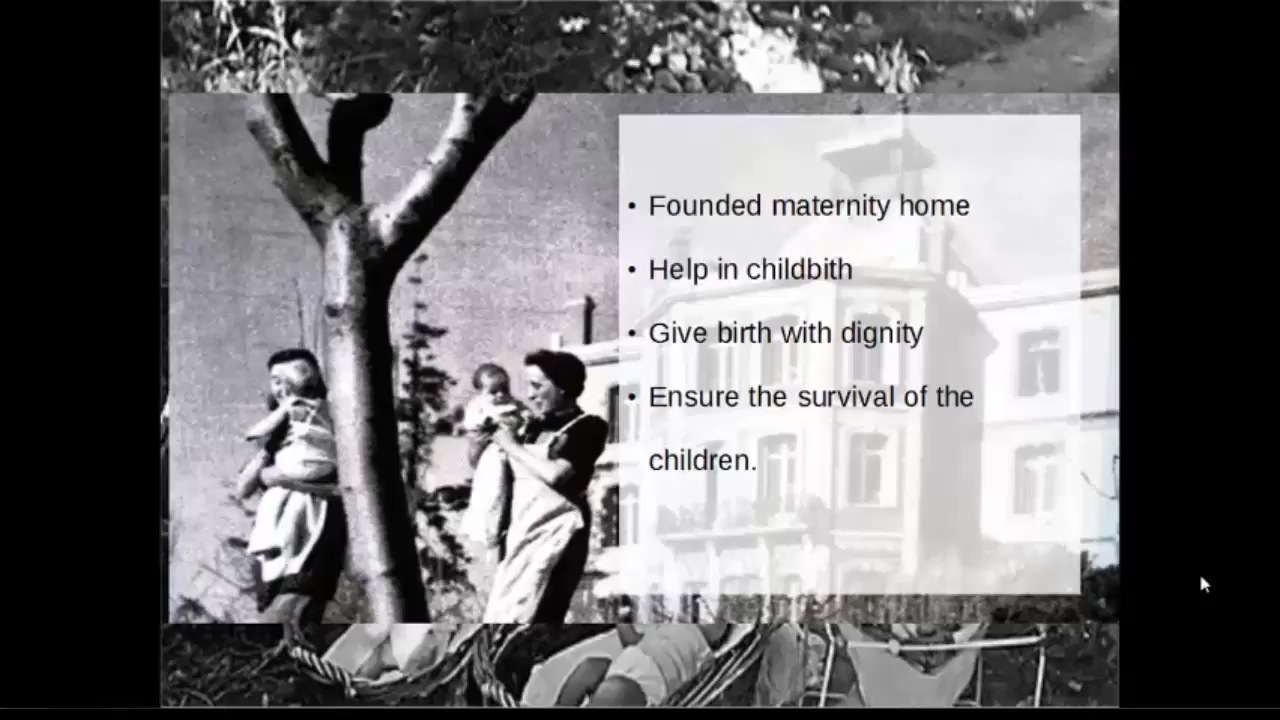 • Founded maternity home
• Help in childbith
• Give birth with dignity
• Ensure the survival of the
children.